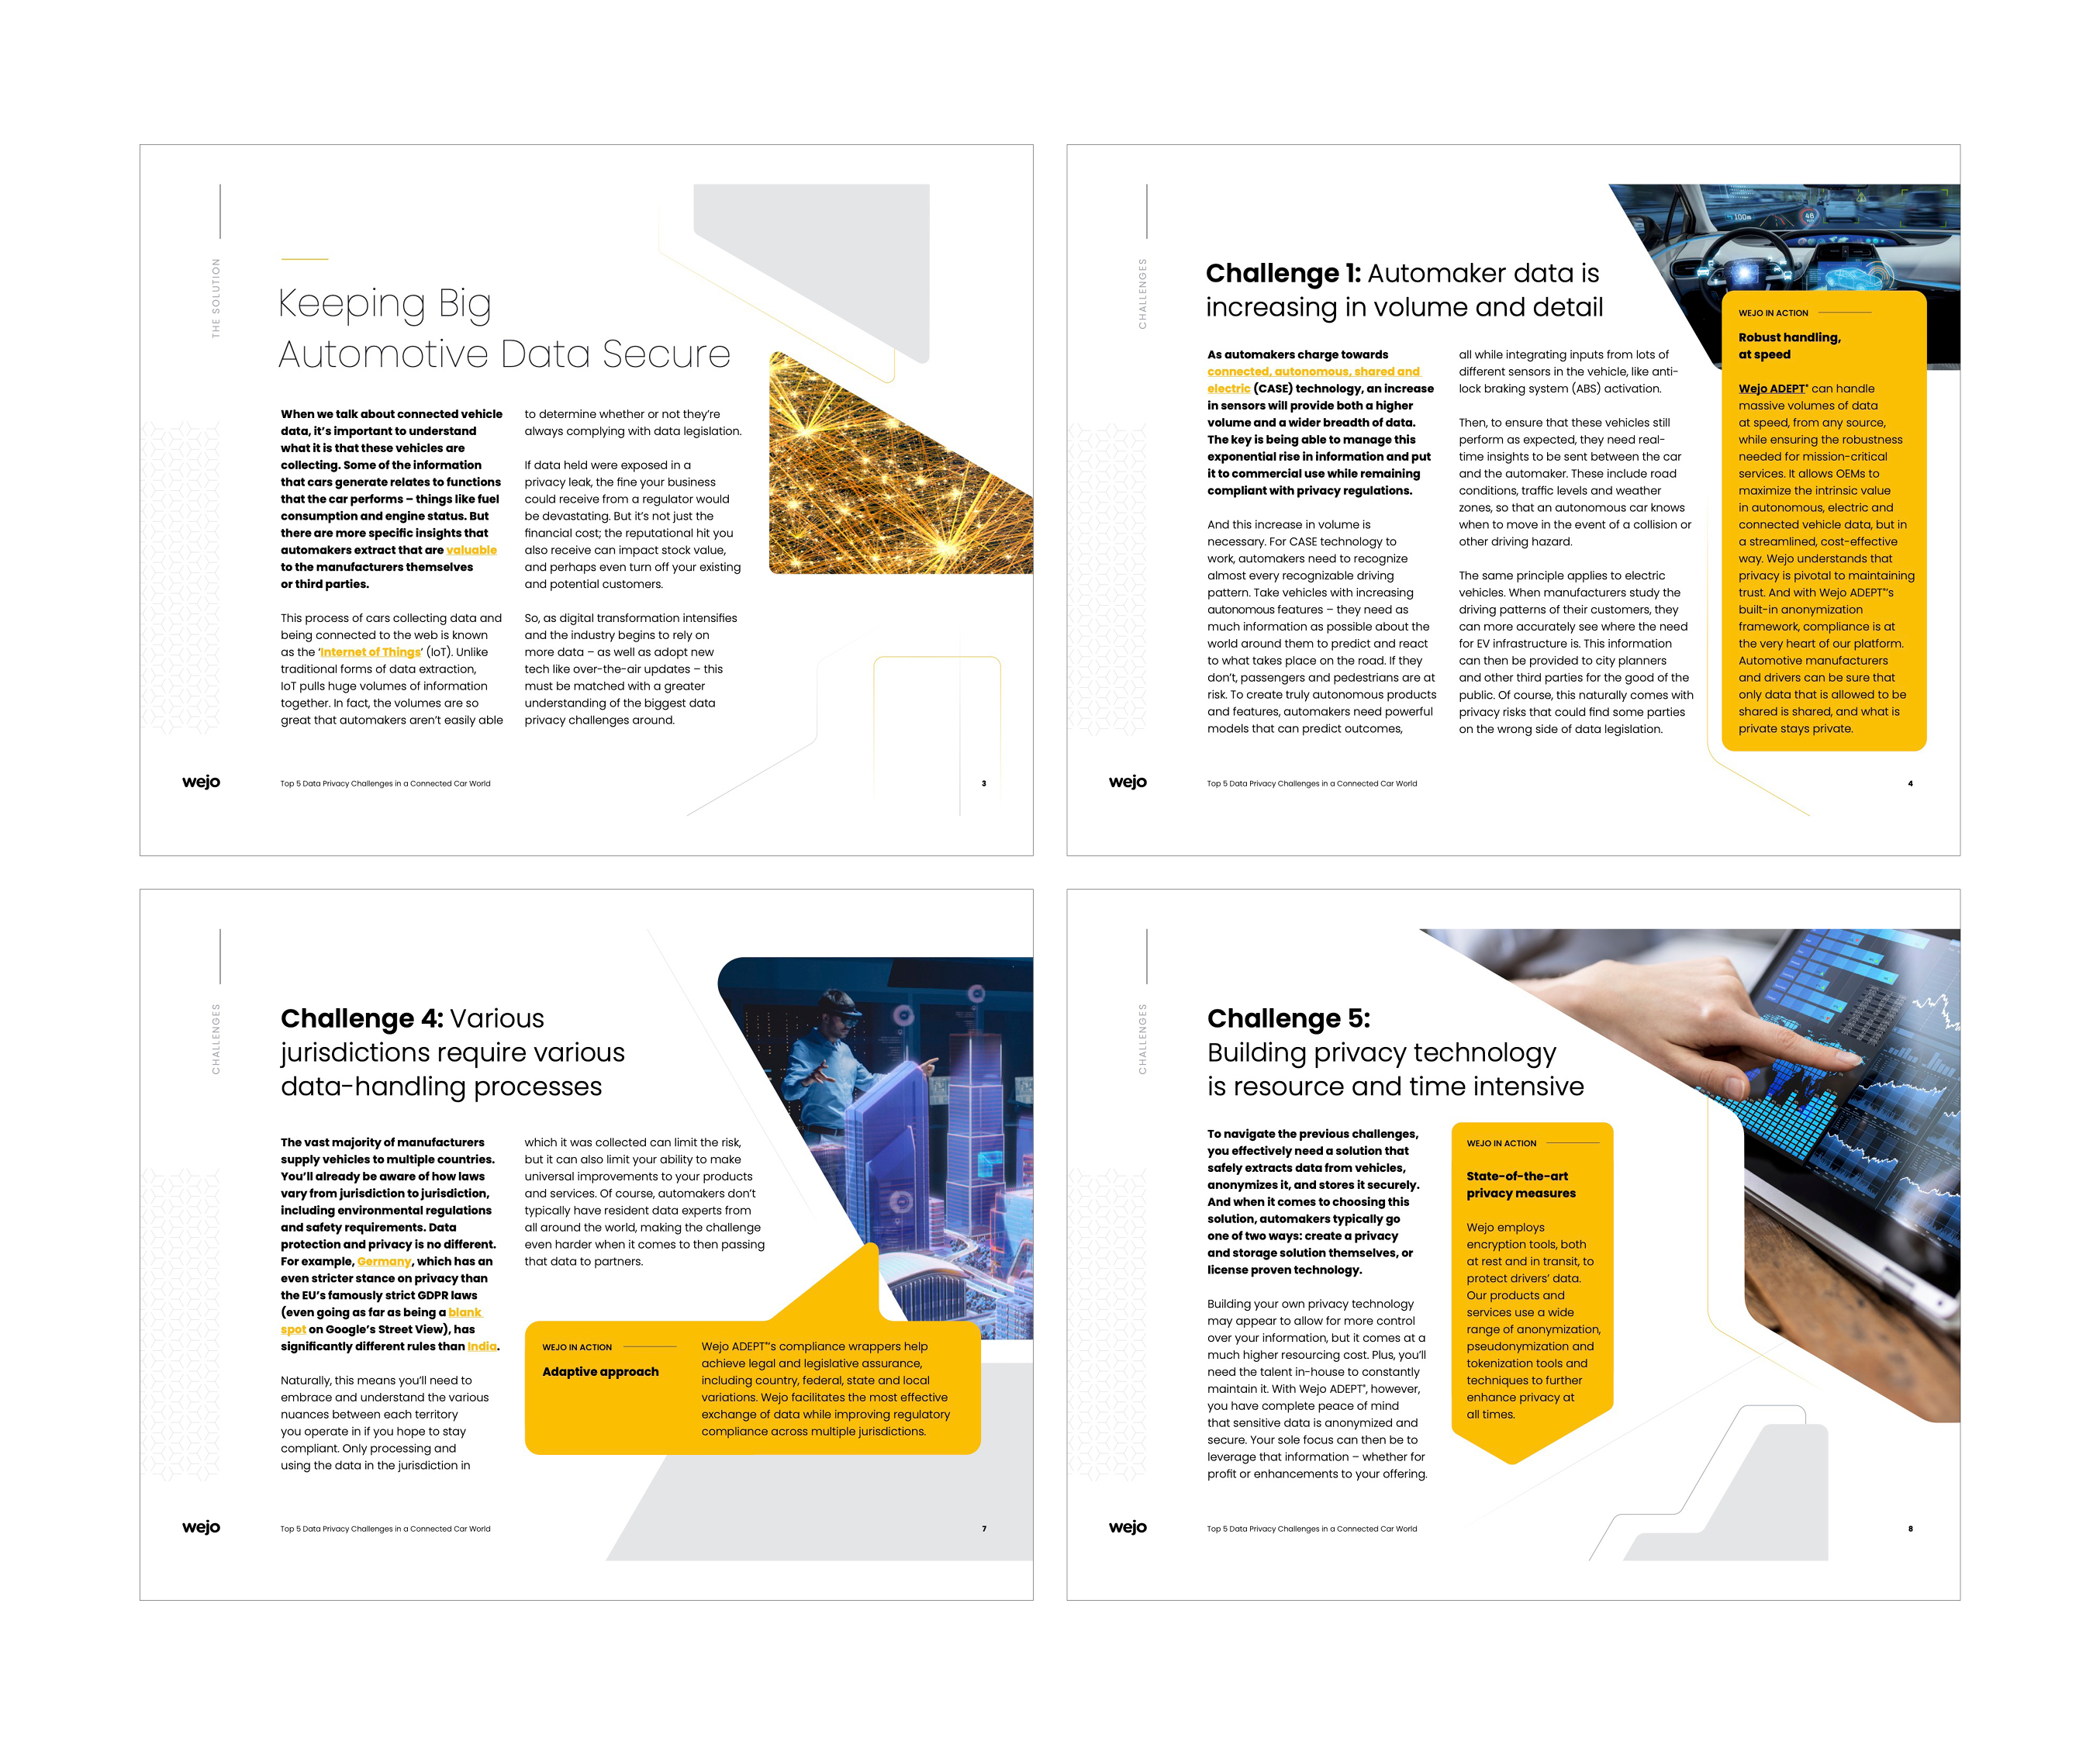 THE SOLUTION
Keeping Big
Automotive Data Secure
When we talk about connected vehicle
data, it's important to understand
what it is that these vehicles are
collecting. Some of the information
that cars generate relates to functions
that the car performs – things like fuel
consumption and engine status. But
there are more specific insights that
automakers extract that are valuable
to the manufacturers themselves
or third parties.
This process of cars collecting data and
being connected to the web is known
as the 'Internet of Things' (IoT). Unlike
traditional forms of data extraction,
IoT pulls huge volumes of information
together. In fact, the volumes are so
great that automakers aren't easily able
to determine whether or not they're
always complying with data legislation.
If data held were exposed in a
privacy leak, the fine your business
could receive from a regulator would
be devastating. But it's not just the
financial cost; the reputational hit you
also receive can impact stock value,
and perhaps even turn off your existing
and potential customers.
So, as digital transformation intensifies
and the industry begins to rely on
more data – as well as adopt new
tech like over-the-air updates – this
must be matched with a greater
understanding of the biggest data
privacy challenges around.
wejo
Top 5 Data Privacy Challenges in a Connected Car World
3
CHALLENGES
Challenge 1: Automaker data is
increasing in volume and detail
As automakers charge towards
connected, autonomous, shared and
electric (CASE) technology, an increase
in sensors will provide both a higher
volume and a wider breadth of data.
The key is being able to manage this
exponential rise in information and put
it to commercial use while remaining
compliant with privacy regulations.
And this increase in volume is
necessary. For CASE technology to
work, automakers need to recognize
almost every recognizable driving
pattern. Take vehicles with increasing
autonomous features – they need as
much information as possible about the
world around them to predict and react
to what takes place on the road. If they
don't, passengers and pedestrians are at
risk. To create truly autonomous products
and features, automakers need powerful
models that can predict outcomes,
all while integrating inputs from lots of
different sensors in the vehicle, like anti-
lock braking system (ABS) activation.
Then, to ensure that these vehicles still
perform as expected, they need real-
time insights to be sent between the car
and the automaker. These include road
conditions, traffic levels and weather
zones, so that an autonomous car knows
when to move in the event of a collision or
other driving hazard.
The same principle applies to electric
vehicles. When manufacturers study the
driving patterns of their customers, they
can more accurately see where the need
for EV infrastructure is. This information
can then be provided to city planners
and other third parties for the good of the
public. Of course, this naturally comes with
privacy risks that could find some parties
on the wrong side of data legislation.
100m
48
WEJO IN ACTION
Robust handling,
at speed
Wejo ADEPT® can handle
massive volumes of data
at speed, from any source,
while ensuring the robustness
needed for mission-critical
services. It allows OEMs to
maximize the intrinsic value
in autonomous, electric and
connected vehicle data, but in
a streamlined, cost-effective
way. Wejo understands that
privacy is pivotal to maintaining
trust. And with Wejo ADEPT™'s
built-in anonymization
framework, compliance is at
the very heart of our platform.
Automotive manufacturers
and drivers can be sure that
only data that is allowed to be
shared is shared, and what is
private stays private.
wejo
Top 5 Data Privacy Challenges in a Connected Car World
4
CHALLENGES
Challenge 4: Various
jurisdictions require various
data-handling processes
The vast majority of manufacturers
supply vehicles to multiple countries.
You'll already be aware of how laws
vary from jurisdiction to jurisdiction,
including environmental regulations
and safety requirements. Data
protection and privacy is no different.
For example, Germany, which has an
even stricter stance on privacy than
the EU's famously strict GDPR laws
(even going as far as being a blank
spot on Google's Street View), has
significantly different rules than India.
Naturally, this means you'll need to
embrace and understand the various
nuances between each territory
you operate in if you hope to stay
compliant. Only processing and
using the data in the jurisdiction in
which it was collected can limit the risk,
but it can also limit your ability to make
universal improvements to your products
and services. Of course, automakers don't
typically have resident data experts from
all around the world, making the challenge
even harder when it comes to then passing
that data to partners.
WEJO IN ACTION
Adaptive approach
Wejo ADEPT™'s compliance wrappers help
achieve legal and legislative assurance,
including country, federal, state and local
variations. Wejo facilitates the most effective
exchange of data while improving regulatory
compliance across multiple jurisdictions.
wejo
Top 5 Data Privacy Challenges in a Connected Car World
7
CHALLENGES
Challenge 5:
Building privacy technology
is resource and time intensive
To navigate the previous challenges,
you effectively need a solution that
safely extracts data from vehicles,
anonymizes it, and stores it securely.
And when it comes to choosing this
solution, automakers typically go
one of two ways: create a privacy
and storage solution themselves, or
license proven technology.
Building your own privacy technology
may appear to allow for more control
over your information, but it comes at a
much higher resourcing cost. Plus, you'll
need the talent in-house to constantly
maintain it. With Wejo ADEPT®, however,
you have complete peace of mind
that sensitive data is anonymized and
secure. Your sole focus can then be to
leverage that information – whether for
profit or enhancements to your offering.
WEJO IN ACTION
State-of-the-art
privacy measures
Wejo employs
encryption tools, both
at rest and in transit, to
protect drivers' data.
Our products and
services use a wide
range of anonymization,
pseudonymization and
tokenization tools and
techniques to further
enhance privacy at
all times.
wejo
Top 5 Data Privacy Challenges in a Connected Car World
8